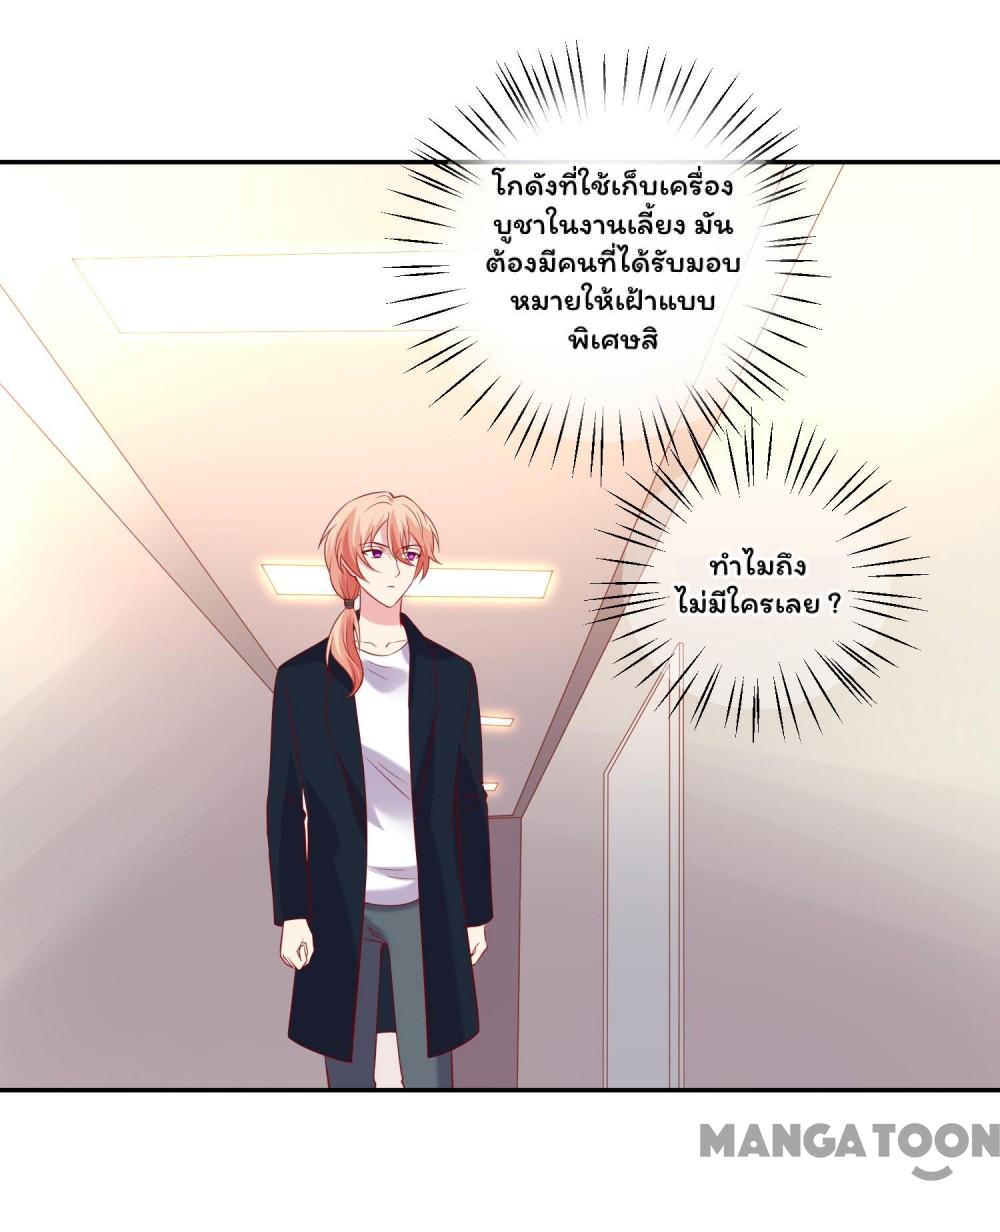 โกดังที่ใช้เก็บเครื่อง
บูชาในงานเลี้ยง มัน
ต้องมีคนที่ได้รับมอบ
หมายให้เฝ้าแบบ
พิเศษสิ
ทำไมถึง
ไม่มีใครเลย ?
MANGATOON